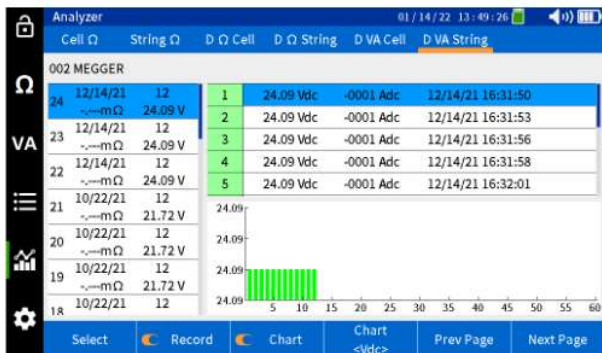 Analyzer 01/14/22 13:49:26
Cell Ω String Ω D Ω Cell D Ω String D VA Cell D VA String
002 MEGGER
Ω
VA
24 12/14/21 12
-.---mΩ 24.09 V
23 12/14/21 12
-.---mΩ 24.09 V
22 12/14/21 12
-.---mΩ 24.09 V
21 10/22/21 12
-.---mΩ 21.72 V
20 10/22/21 12
-.---mΩ 21.72 V
19 10/22/21 12
-.---mΩ 21.72 V
18 10/22/21 12
1 24.09 Vdc -0001 Adc 12/14/21 16:31:50
2 24.09 Vdc -0001 Adc 12/14/21 16:31:53
3 24.09 Vdc -0001 Adc 12/14/21 16:31:56
4 24.09 Vdc -0001 Adc 12/14/21 16:31:58
5 24.09 Vdc -0001 Adc 12/14/21 16:32:01
24.09
24.09
24.09
24.09
5 10 15 20 25 30 35 40 45 50 55 60
Select Record Chart Chart <Vdc> Prev Page Next Page